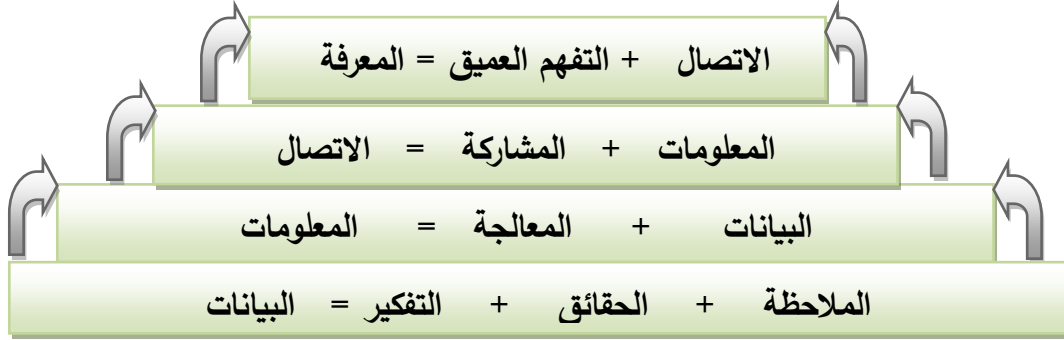 الاتصال + التفهم العميق = المعرفة
المعلومات + المشاركة = الاتصال
البيانات + المعالجة = المعلومات
الملاحظة + الحقائق + التفكير = البيانات